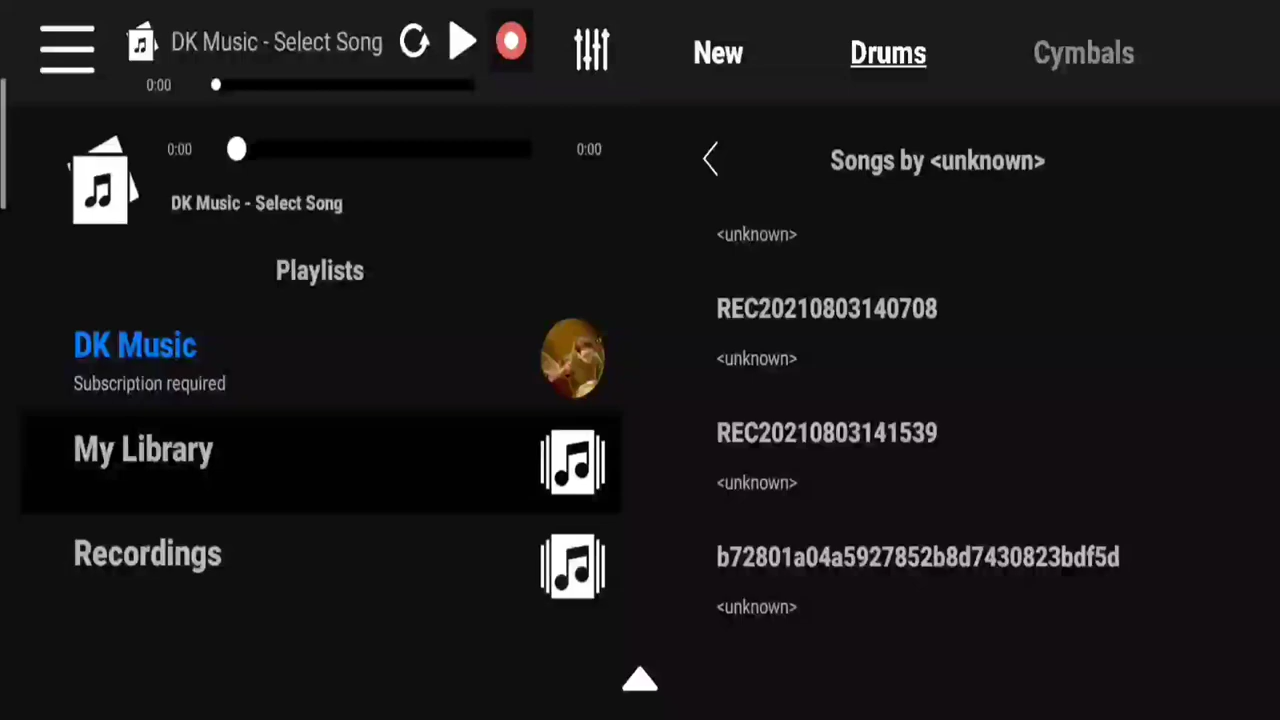 DK Music - Select Song
0:00
New
Drums
Cymbals
0:00
0:00
DK Music - Select Song
Playlists
DK Music
Subscription required
My Library
Recordings
Songs by <unknown>
<unknown>
REC20210803140708
<unknown>
REC20210803141539
<unknown>
b72801a04a5927852b8d7430823bdf5d
<unknown>